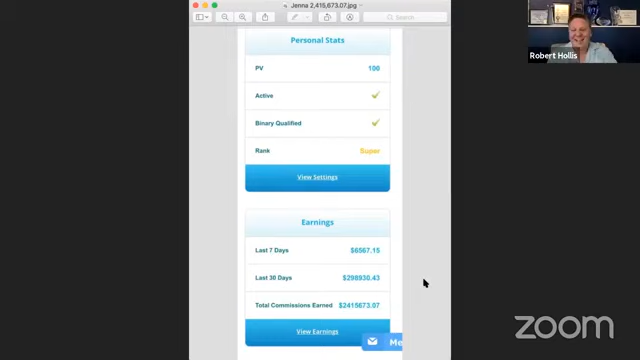 Jenna 2,415,673.07.jpg
Search
Personal Stats
PV 100
Active
Binary Qualified
Rank Super
View Settings
Earnings
Last 7 Days $6567.15
Last 30 Days $298930.43
Total Commissions Earned $2415673.07
View Earnings
Me
Robert Hollis
zoom